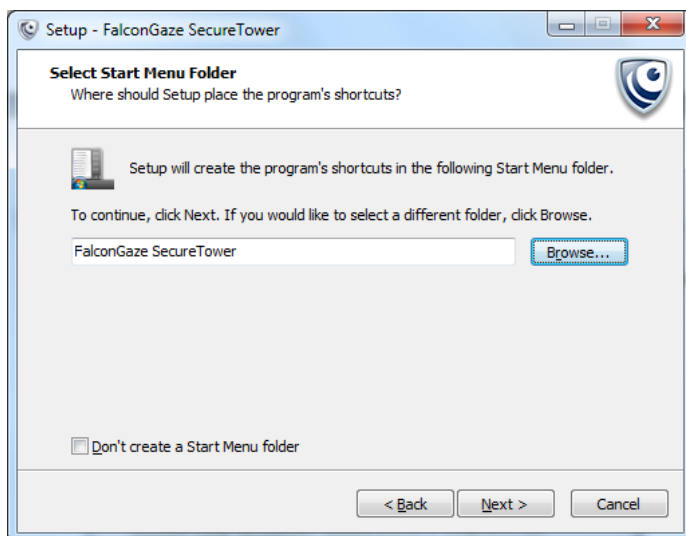 Setup - FalconGaze SecureTower
Select Start Menu Folder
Where should Setup place the program's shortcuts?
Setup will create the program's shortcuts in the following Start Menu folder.
To continue, click Next. If you would like to select a different folder, click Browse.
FalconGaze SecureTower
Browse...
Don't create a Start Menu folder
< Back
Next >
Cancel